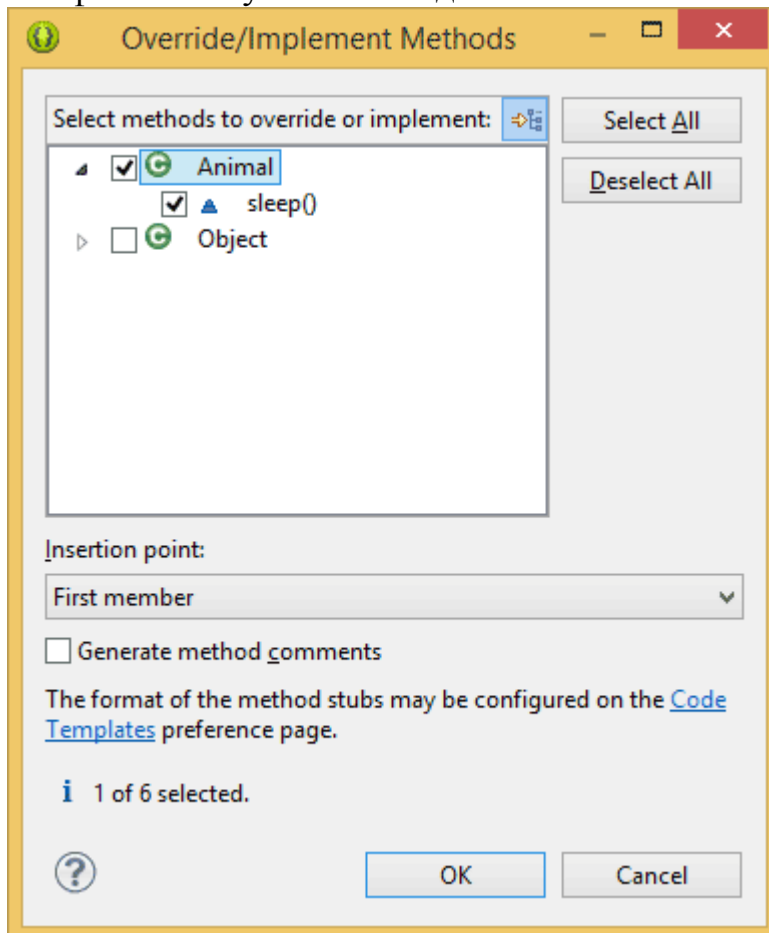 Override/Implement Methods
Select methods to override or implement:
Select All
Animal
Deselect All
sleep()
Object
Insertion point:
First member
Generate method comments
The format of the method stubs may be configured on the Code
Templates preference page.
i 1 of 6 selected.
OK
Cancel